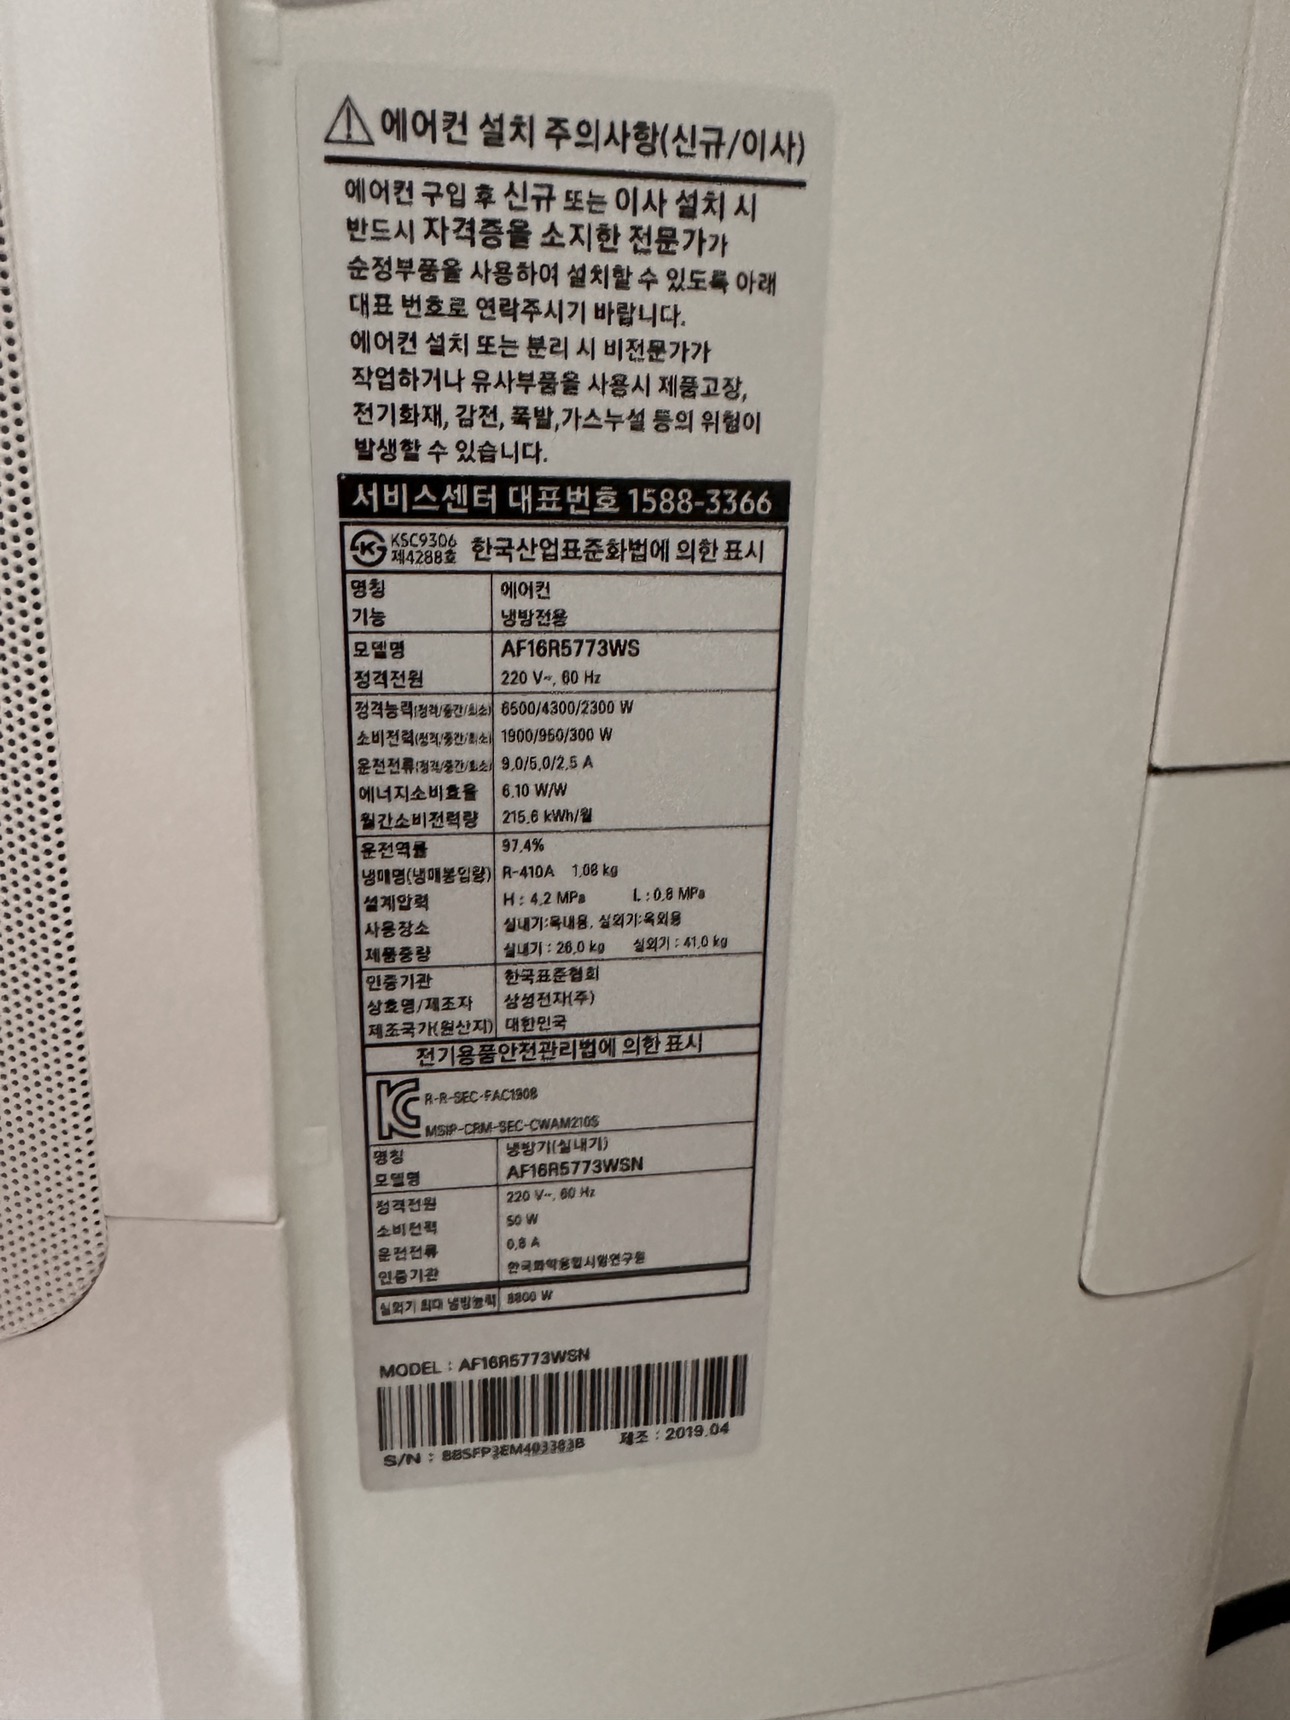 에어컨 설치 주의사항(신규/이사)
에어컨 구입 후 신규 또는 이사 설치 시
반드시 자격증을 소지한 전문가가
순정부품을 사용하여 설치할 수 있도록 아래
대표 번호로 연락주시기 바랍니다.
에어컨 설치 또는 분리 시 비전문가가
작업하거나 유사부품을 사용시 제품고장,
전기화재, 감전, 폭발,가스누설 등의 위험이
발생할 수 있습니다.
서비스센터 대표번호 1588-3366
KSC9306
제4288호
한국산업표준화법에 의한 표시
명칭 에어컨
기능 냉방전용
모델명 AF16R5773WS
정격전원 220 V~, 60 Hz
정격능력(정격/중간/최소) 6500/4300/2300 W
소비전력(정격/중간/최소) 1900/950/300 W
운전전류(정격/중간/최소) 9.0/5.0/2.5 A
에너지소비효율 6.10 W/W
월간소비전력량 215.6 kWh/월
운전역률 97.4%
냉매명(냉매봉입량) R-410A 1.08 kg
설계압력 H : 4.2 MPa L : 0.8 MPa
사용장소 실내기:옥내용, 실외기:옥외용
제품중량 실내기 : 26.0 kg 실외기 : 41.0 kg
인증기관 한국표준협회
상호명/제조자 삼성전자(주)
제조국가(원산지) 대한민국
전기용품안전관리법에 의한 표시
R-R-SEC-FAC190B
MSIP-CRM-SEC-CWAM210S
명칭 냉방기(실내기)
모델명 AF16R5773WSN
정격전원 220 V~, 60 Hz
소비전력 50 W
운전전류 0.8 A
인증기관 한국화학융합시험연구원
실외기 최대 냉방능력 8800 W
MODEL : AF16R5773WSN
S/N : 제조 : 2019.04